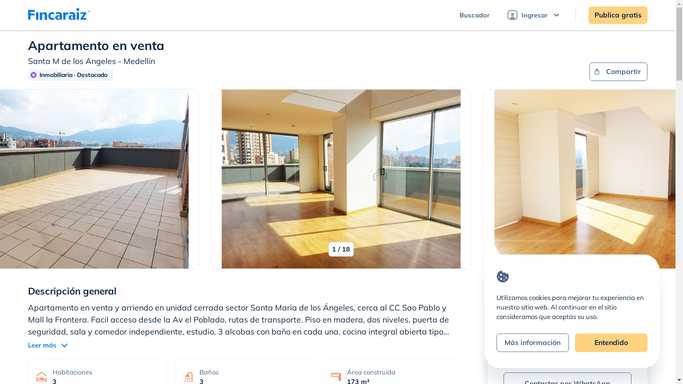 Fincaraiz
Buscador
Ingresar
Publica gratis
Apartamento en venta
Santa M de los Angeles - Medellín
Inmobiliaria · Destacado
Compartir
1 / 18
Descripción general
Apartamento en venta y arriendo en unidad cerrada sector Santa Maria de los Ángeles, cerca al CC Sao Pablo y
Mall la Frontera. Facil acceso desde la Av el Poblado, rutas de transporte. Piso en madera, dos niveles, puerta de
seguridad, sala y comedor independiente, estudio, 3 alcobas con baño en cada una, cocina integral abierta tipo...
Leer más
Habitaciones
3
Baños
3
Área construida
173 m²
Utilizamos cookies para mejorar tu experiencia en
nuestro sitio web. Al continuar en el sitio
consideramos que aceptas su uso.
Más información
Entendido
Contactar por WhatsApp